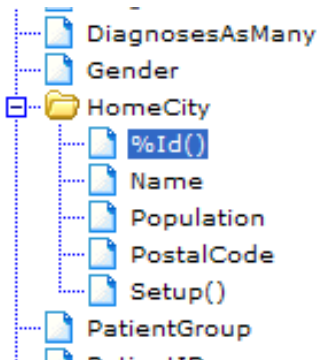 DiagnosesAsMany
Gender
HomeCity
%Id()
Name
Population
PostalCode
Setup()
PatientGroup